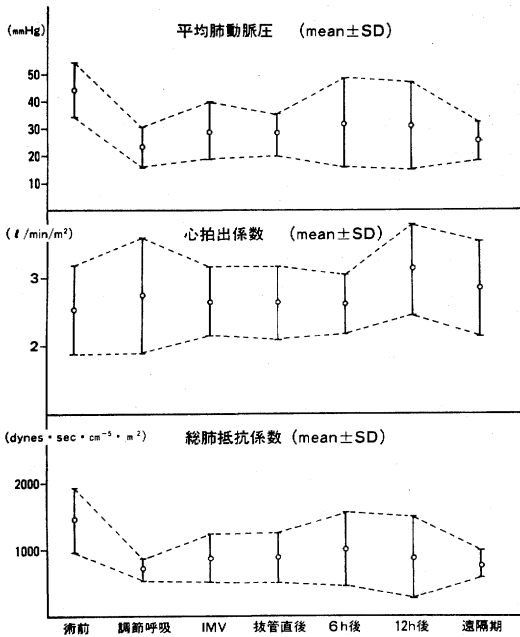 (mmHg)
平均肺動脈圧 (mean±SD)
50
40
30
20
10
(ℓ/min/m²)
心拍出係数 (mean±SD)
3
2
(dynes・sec・cm⁻⁵・m²)
総肺抵抗係数 (mean±SD)
2000
1000
術前 調節呼吸 IMV 抜管直後 6h後 12h後 遠隔期